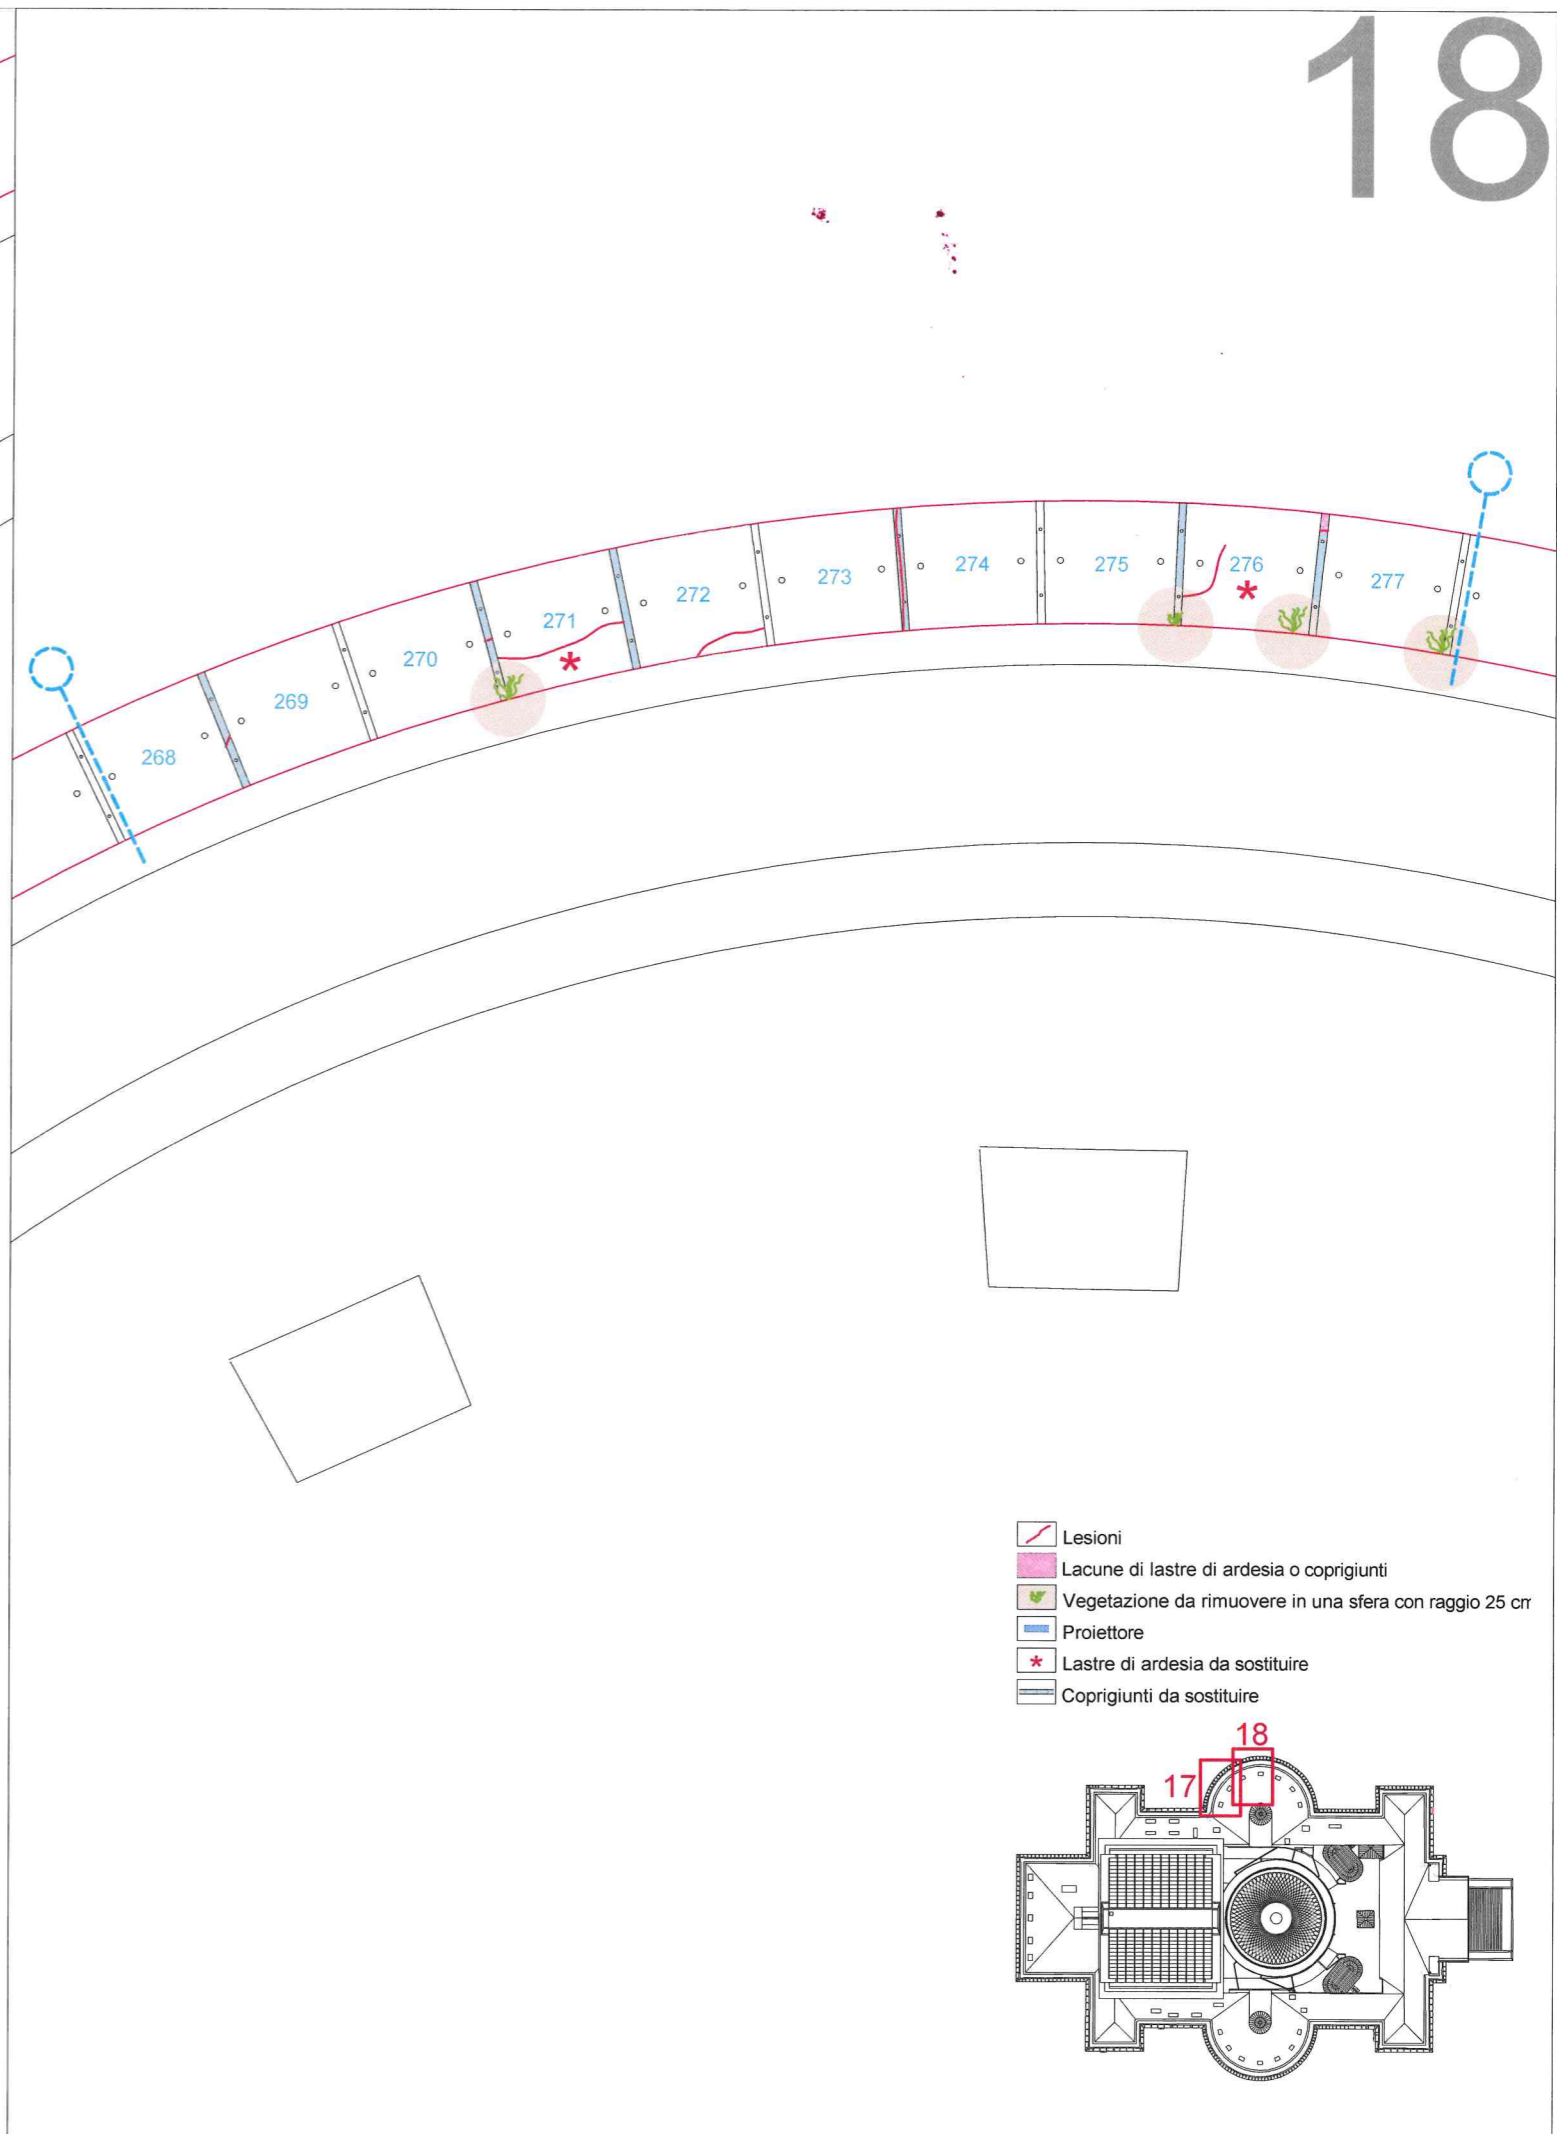 18
268
269
270
271
*
272
273
274
275
276
*
277
Lesioni
Lacune di lastre di ardesia o coprigiunti
Vegetazione da rimuovere in una sfera con raggio 25 cm
Proiettore
* Lastre di ardesia da sostituire
Coprigiunti da sostituire
18
17